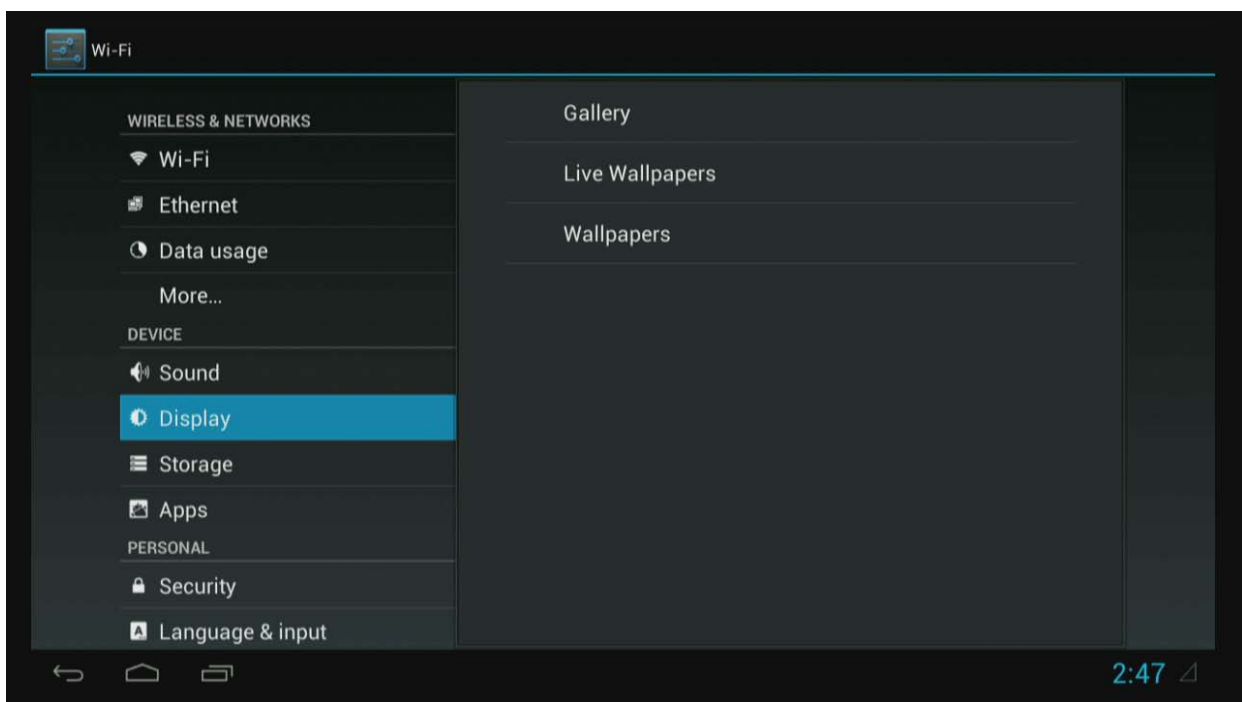 Wi-Fi
WIRELESS & NETWORKS
Wi-Fi
Ethernet
Data usage
More...
DEVICE
Sound
Display
Storage
Apps
PERSONAL
Security
Language & input
Gallery
Live Wallpapers
Wallpapers
2:47